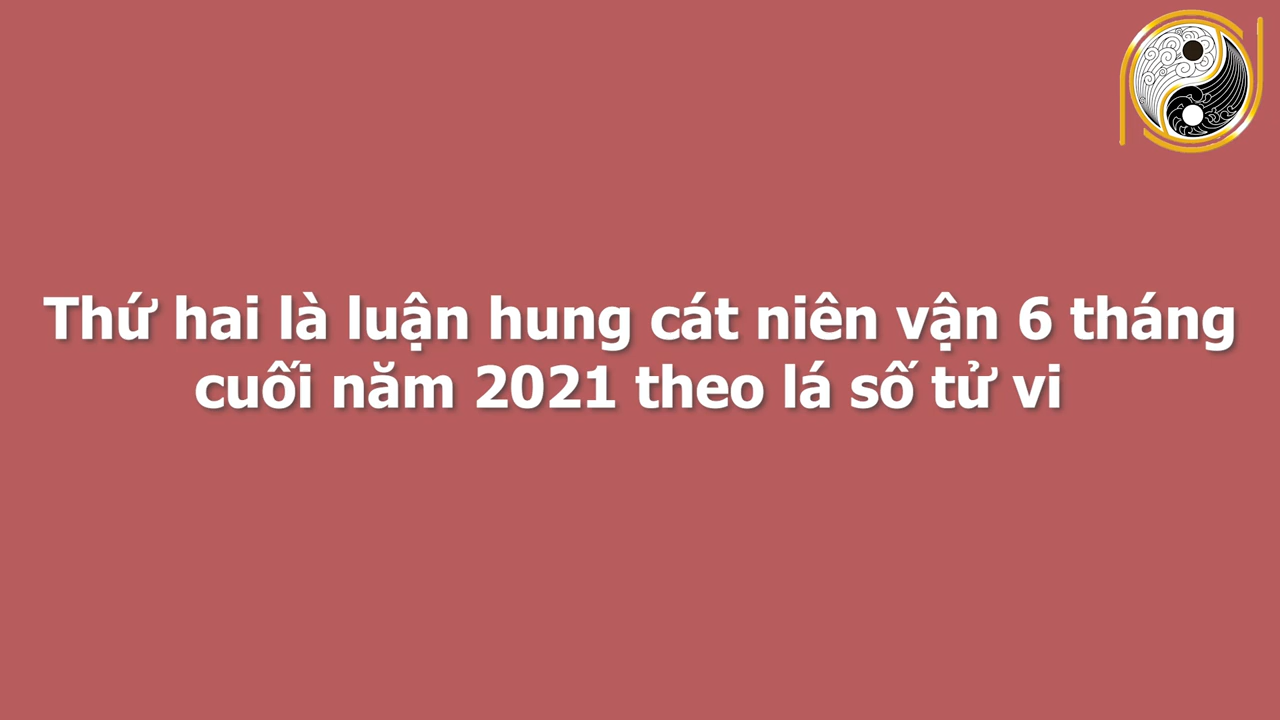 Thứ hai là luận hung cát niên vận 6 tháng
cuối năm 2021 theo lá số tử vi